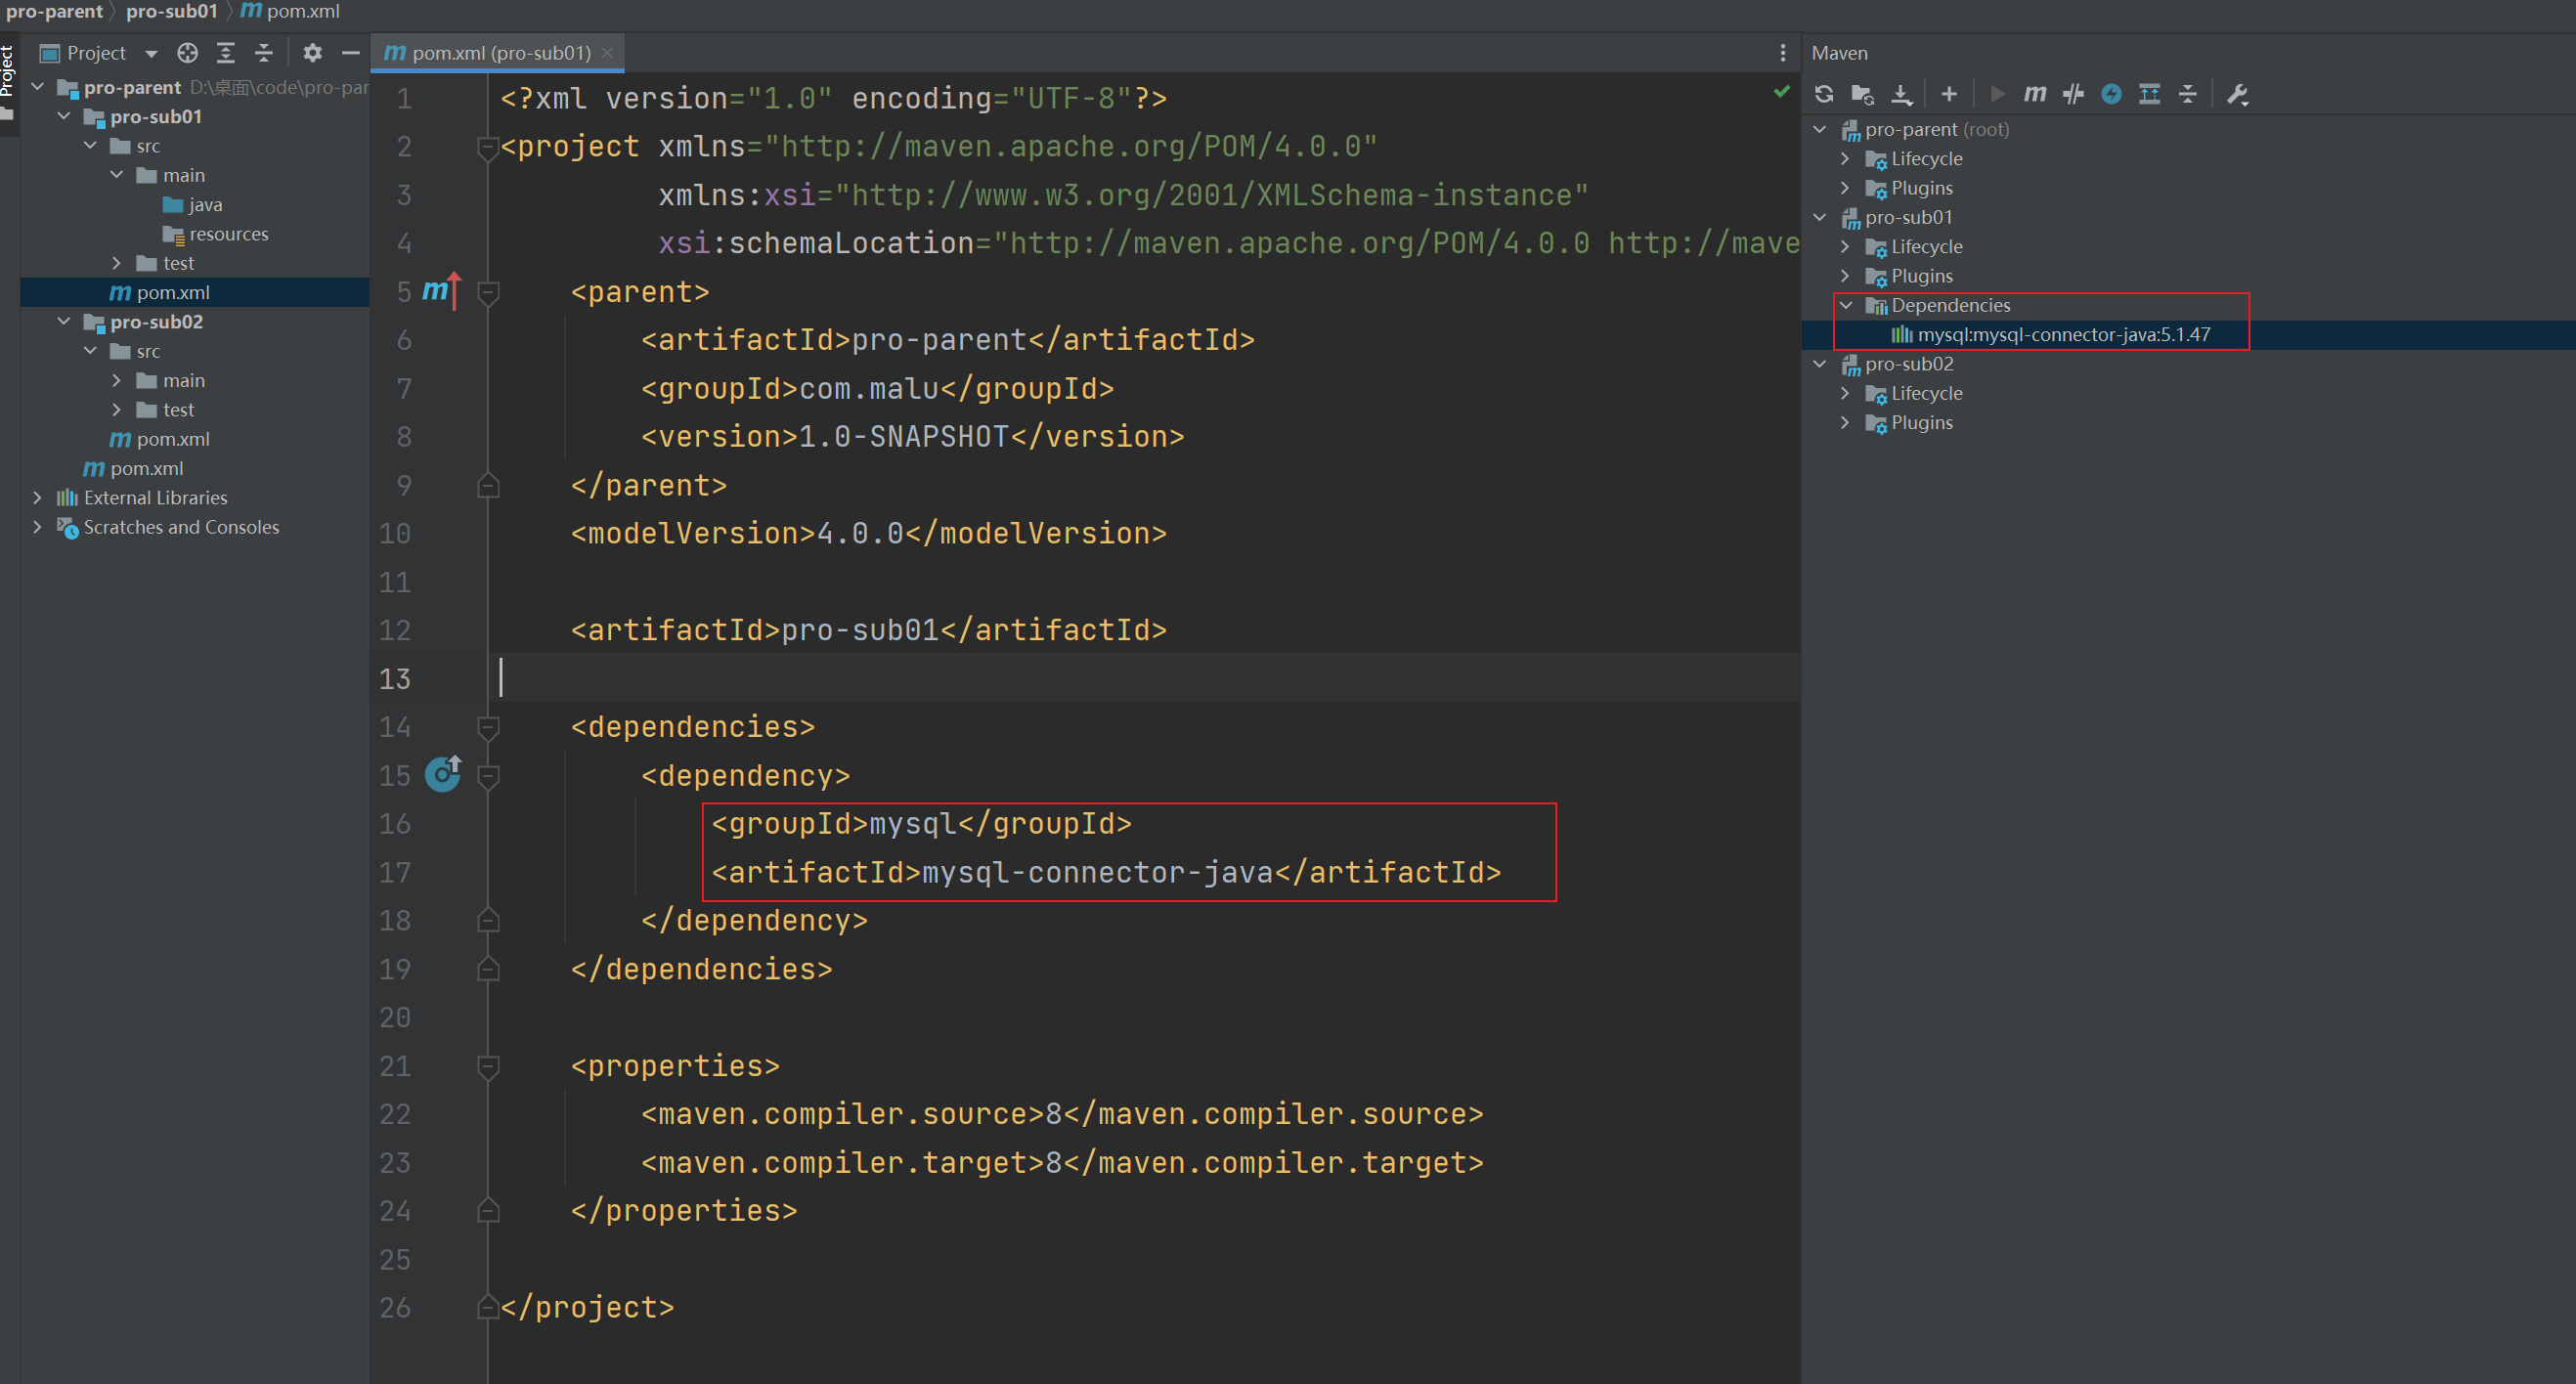 pro-parent pro-sub01 pom.xml
Project
Project
pro-parent D:\桌面\code\pro-par
pro-sub01
src
main
java
resources
test
pom.xml
pro-sub02
src
main
test
pom.xml
pom.xml
External Libraries
Scratches and Consoles
pom.xml (pro-sub01)
1 <?xml version="1.0" encoding="UTF-8"?>
2 <project xmlns="http://maven.apache.org/POM/4.0.0"
3 xmlns:xsi="http://www.w3.org/2001/XMLSchema-instance"
4 xsi:schemaLocation="http://maven.apache.org/POM/4.0.0 http://mave
5 <parent>
6 <artifactId>pro-parent</artifactId>
7 <groupId>com.malu</groupId>
8 <version>1.0-SNAPSHOT</version>
9 </parent>
10 <modelVersion>4.0.0</modelVersion>
11
12 <artifactId>pro-sub01</artifactId>
13
14 <dependencies>
15 <dependency>
16 <groupId>mysql</groupId>
17 <artifactId>mysql-connector-java</artifactId>
18 </dependency>
19 </dependencies>
20
21 <properties>
22 <maven.compiler.source>8</maven.compiler.source>
23 <maven.compiler.target>8</maven.compiler.target>
24 </properties>
25
26 </project>
Maven
pro-parent (root)
Lifecycle
Plugins
pro-sub01
Lifecycle
Plugins
Dependencies
mysql:mysql-connector-java:5.1.47
pro-sub02
Lifecycle
Plugins